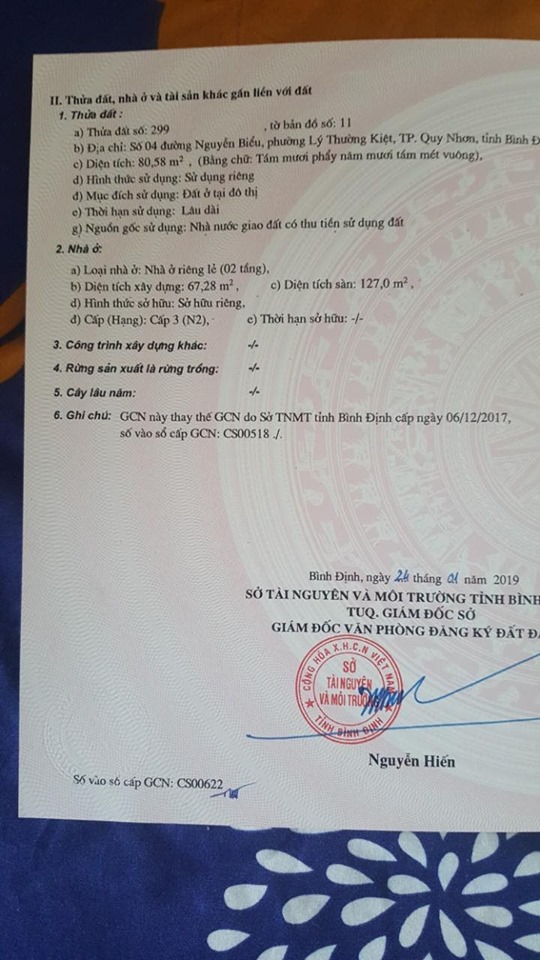 II. Thửa đất, nhà ở và tài sản khác gắn liền với đất
1. Thửa đất :
a) Thửa đất số: 299 , tờ bản đồ số: 11
b) Địa chỉ: Số 04 đường Nguyễn Biểu, phường Lý Thường Kiệt, TP. Quy Nhơn, tỉnh Bình Đ
c) Diện tích: 80,58 m², (Bằng chữ: Tám mươi phẩy năm mươi tám mét vuông),
d) Hình thức sử dụng: Sử dụng riêng
đ) Mục đích sử dụng: Đất ở tại đô thị
e) Thời hạn sử dụng: Lâu dài
g) Nguồn gốc sử dụng: Nhà nước giao đất có thu tiền sử dụng đất
2. Nhà ở:
a) Loại nhà ở: Nhà ở riêng lẻ (02 tầng),
b) Diện tích xây dựng: 67,28 m², c) Diện tích sàn: 127,0 m²,
d) Hình thức sở hữu: Sở hữu riêng,
đ) Cấp (Hạng): Cấp 3 (N2), e) Thời hạn sở hữu: -/-
3. Công trình xây dựng khác: -/-
4. Rừng sản xuất là rừng trồng: -/-
5. Cây lâu năm: -/-
6. Ghi chú: GCN này thay thế GCN do Sở TNMT tỉnh Bình Định cấp ngày 06/12/2017,
số vào sổ cấp GCN: CS00518 ./.
Bình Định, ngày 24 tháng 01 năm 2019
SỞ TÀI NGUYÊN VÀ MÔI TRƯỜNG TỈNH BÌNH
TUQ. GIÁM ĐỐC SỞ
GIÁM ĐỐC VĂN PHÒNG ĐĂNG KÝ ĐẤT Đ
CỘNG HÒA X.H.C.N VIỆT NAM
SỞ
TÀI NGUYÊN
VÀ MÔI TRƯỜNG
TỈNH BÌNH ĐỊNH
Nguyễn Hiến
Số vào sổ cấp GCN: CS00622